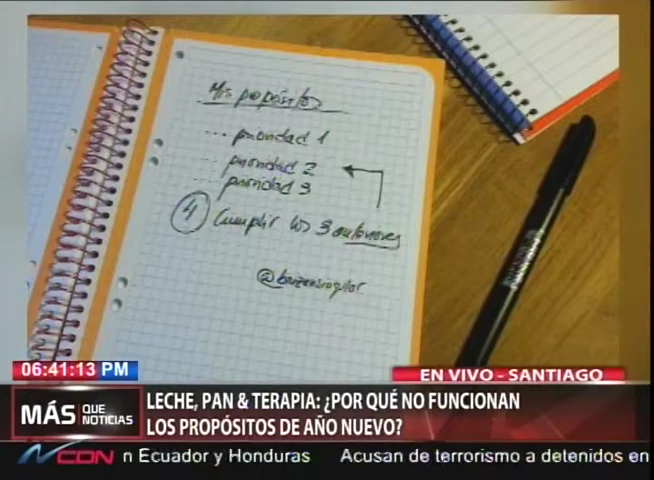 Mis propósitos
... prioridad 1
... prioridad 2
... prioridad 3
4 Cumplir los 3 anteriores
06:41:13 PM
EN VIVO - SANTIAGO
MÁS QUE NOTICIAS
LECHE, PAN & TERAPIA: ¿POR QUÉ NO FUNCIONAN
LOS PROPÓSITOS DE AÑO NUEVO?
CDN n Ecuador y Honduras Acusan de terrorismo a detenidos en